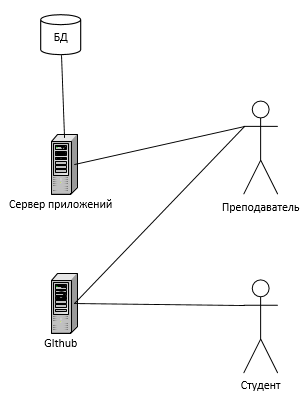 БД
Сервер приложений
Преподаватель
GIthub
Студент